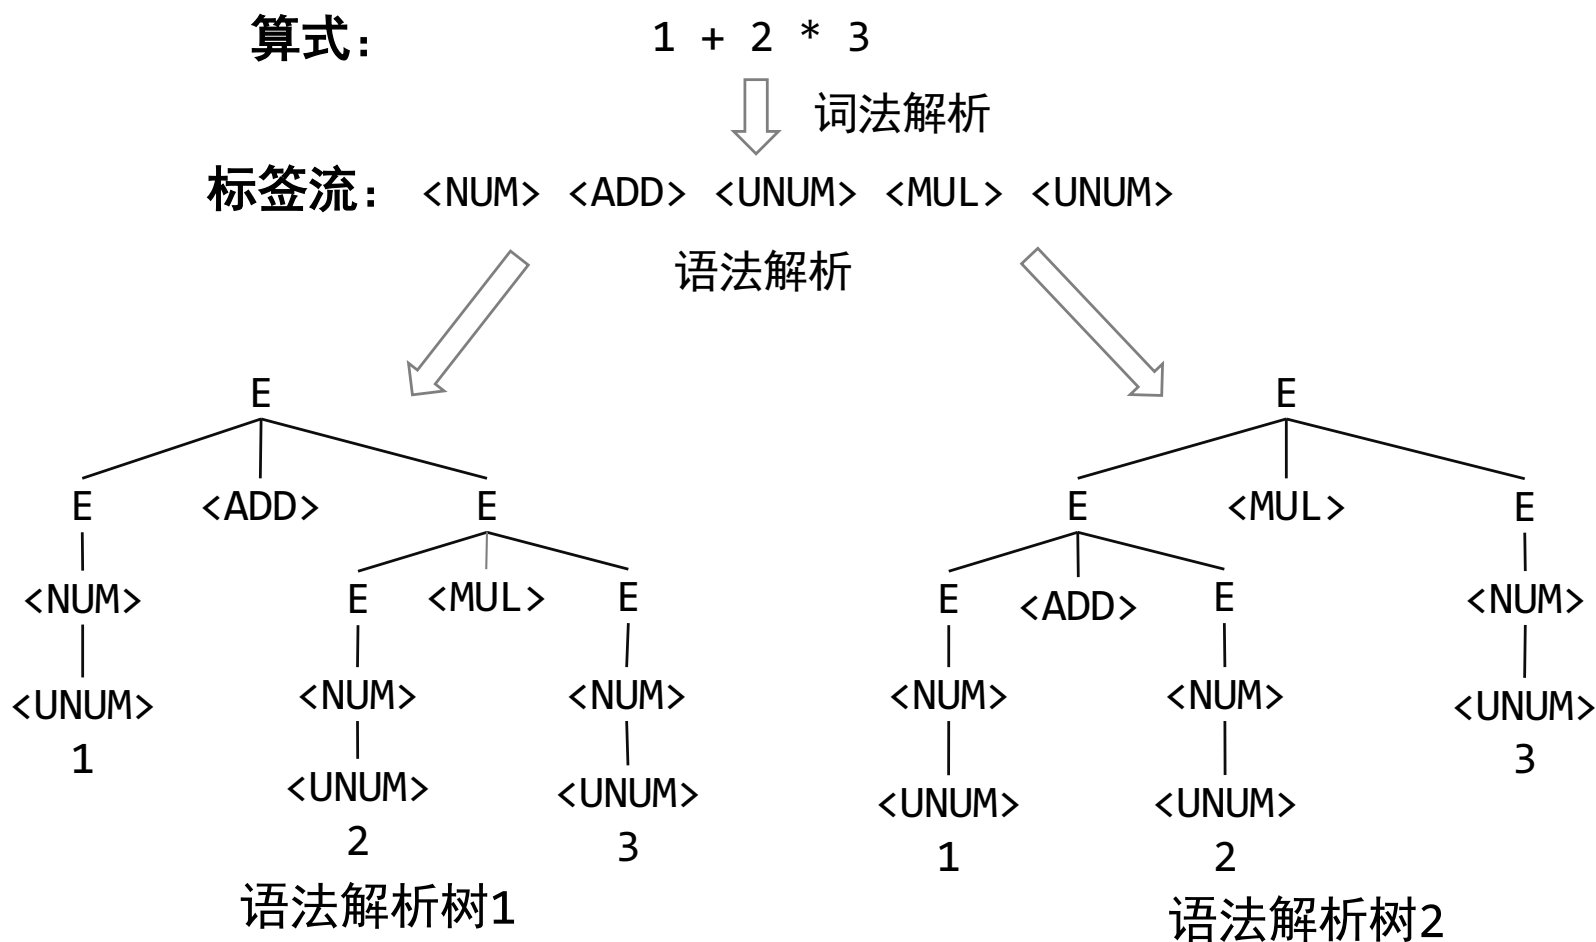 算式： 1 + 2 * 3
词法解析
标签流： <NUM> <ADD> <UNUM> <MUL> <UNUM>
语法解析
E E
E <ADD> E E <MUL> E
<NUM> E <MUL> E E <ADD> E <NUM>
<UNUM> <NUM> <NUM> <NUM> <NUM> <UNUM>
1 3
<UNUM> <UNUM> <UNUM> <UNUM>
2 3 1 2
语法解析树1 语法解析树2